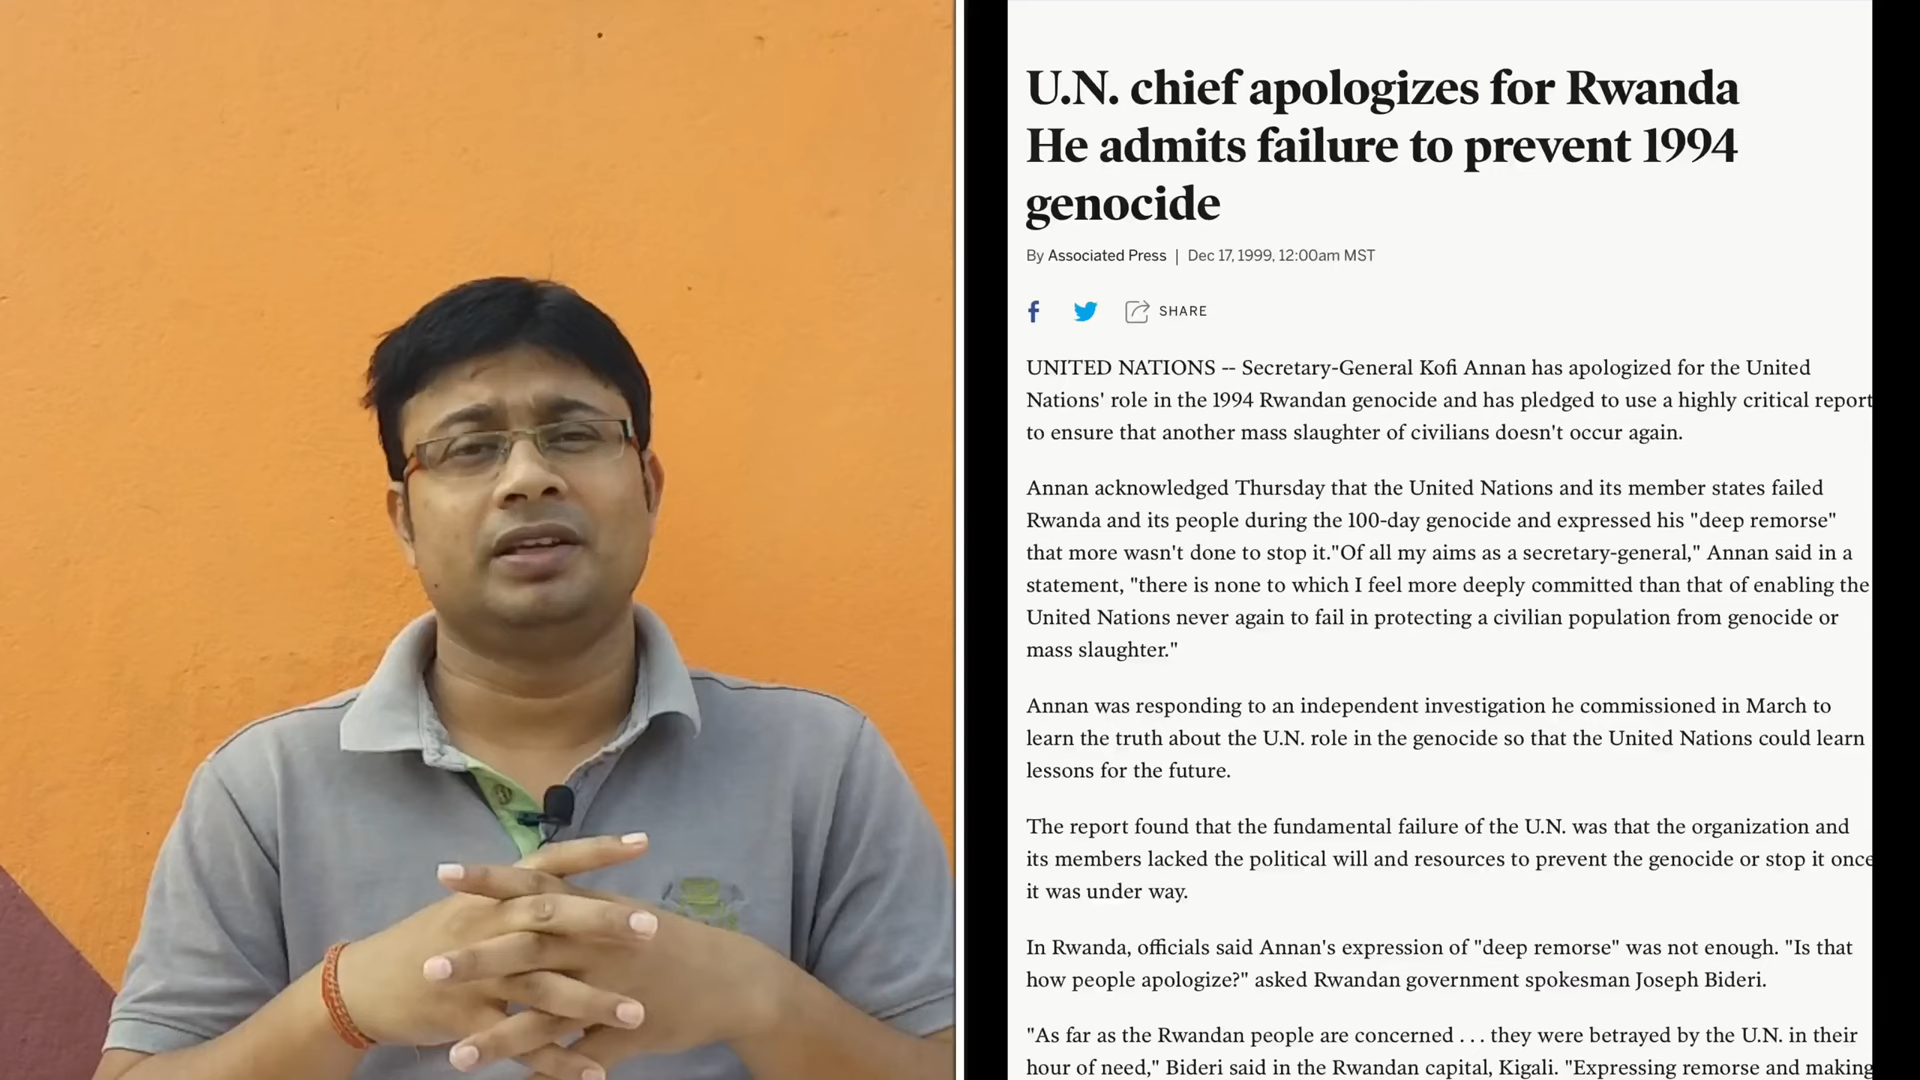 U.N. chief apologizes for Rwanda
He admits failure to prevent 1994
genocide
By Associated Press | Dec 17, 1999, 12:00am MST
SHARE
UNITED NATIONS -- Secretary-General Kofi Annan has apologized for the United
Nations' role in the 1994 Rwandan genocide and has pledged to use a highly critical report
to ensure that another mass slaughter of civilians doesn't occur again.
Annan acknowledged Thursday that the United Nations and its member states failed
Rwanda and its people during the 100-day genocide and expressed his "deep remorse"
that more wasn't done to stop it."Of all my aims as a secretary-general," Annan said in a
statement, "there is none to which I feel more deeply committed than that of enabling the
United Nations never again to fail in protecting a civilian population from genocide or
mass slaughter."
Annan was responding to an independent investigation he commissioned in March to
learn the truth about the U.N. role in the genocide so that the United Nations could learn
lessons for the future.
The report found that the fundamental failure of the U.N. was that the organization and
its members lacked the political will and resources to prevent the genocide or stop it once
it was under way.
In Rwanda, officials said Annan's expression of "deep remorse" was not enough. "Is that
how people apologize?" asked Rwandan government spokesman Joseph Bideri.
"As far as the Rwandan people are concerned . . . they were betrayed by the U.N. in their
hour of need," Bideri said in the Rwandan capital, Kigali. "Expressing remorse and making